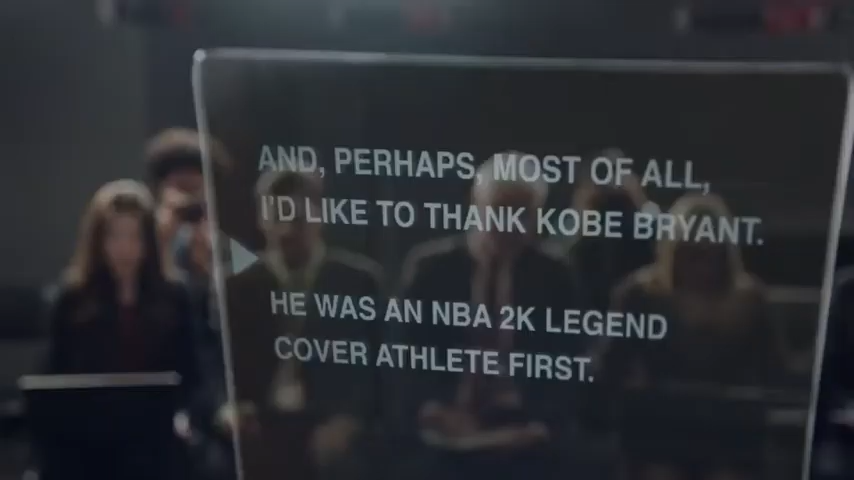 AND, PERHAPS, MOST OF ALL,
I'D LIKE TO THANK KOBE BRYANT.
HE WAS AN NBA 2K LEGEND
COVER ATHLETE FIRST.